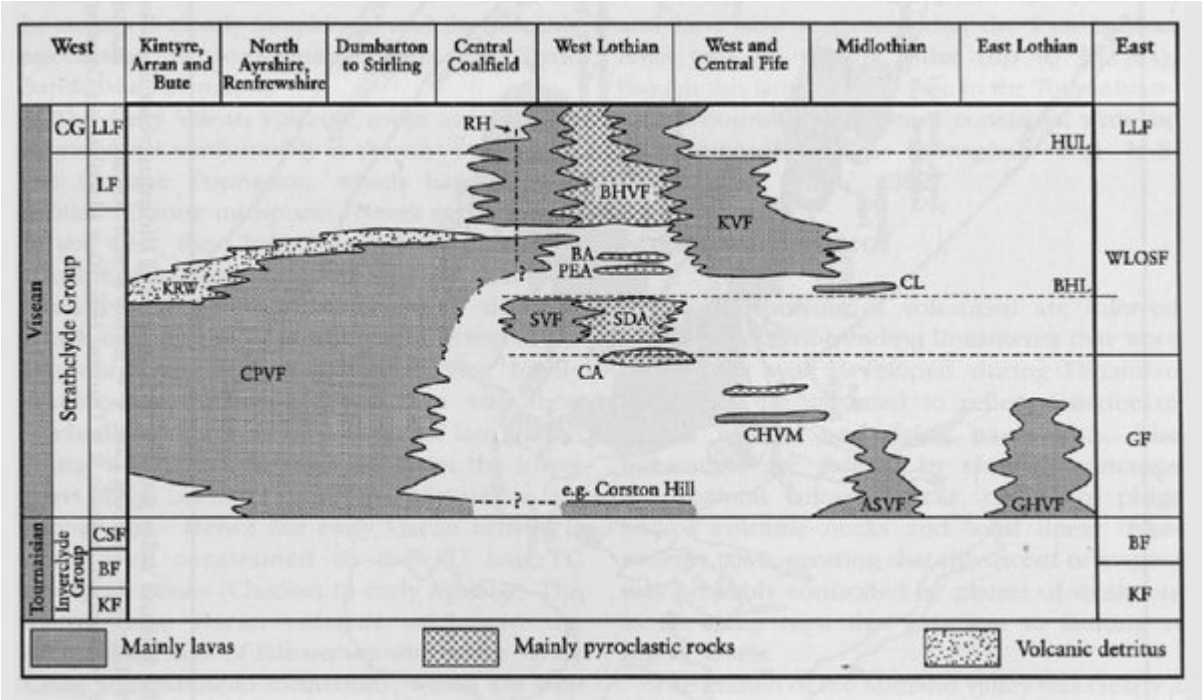 West
Kintyre,
Arran and
Bute
North
Ayrshire,
Renfrewshire
Dumbarton
to Stirling
Central
Coalfield
West Lothian
West and
Central Fife
Midlothian
East Lothian
East
CG
LLF
RH
LLF
HUL
LF
BHVF
KVF
BA
PEA
WLOSF
KRW
CL
BHL
Visean
Strathclyde Group
SVF
SDA
CPVF
CA
CHVM
GF
?
e.g. Corston Hill
ASVF
GHVF
Tournaisian
Inverclyde
Group
CSF
BF
KF
BF
KF
Mainly lavas
Mainly pyroclastic rocks
Volcanic detritus